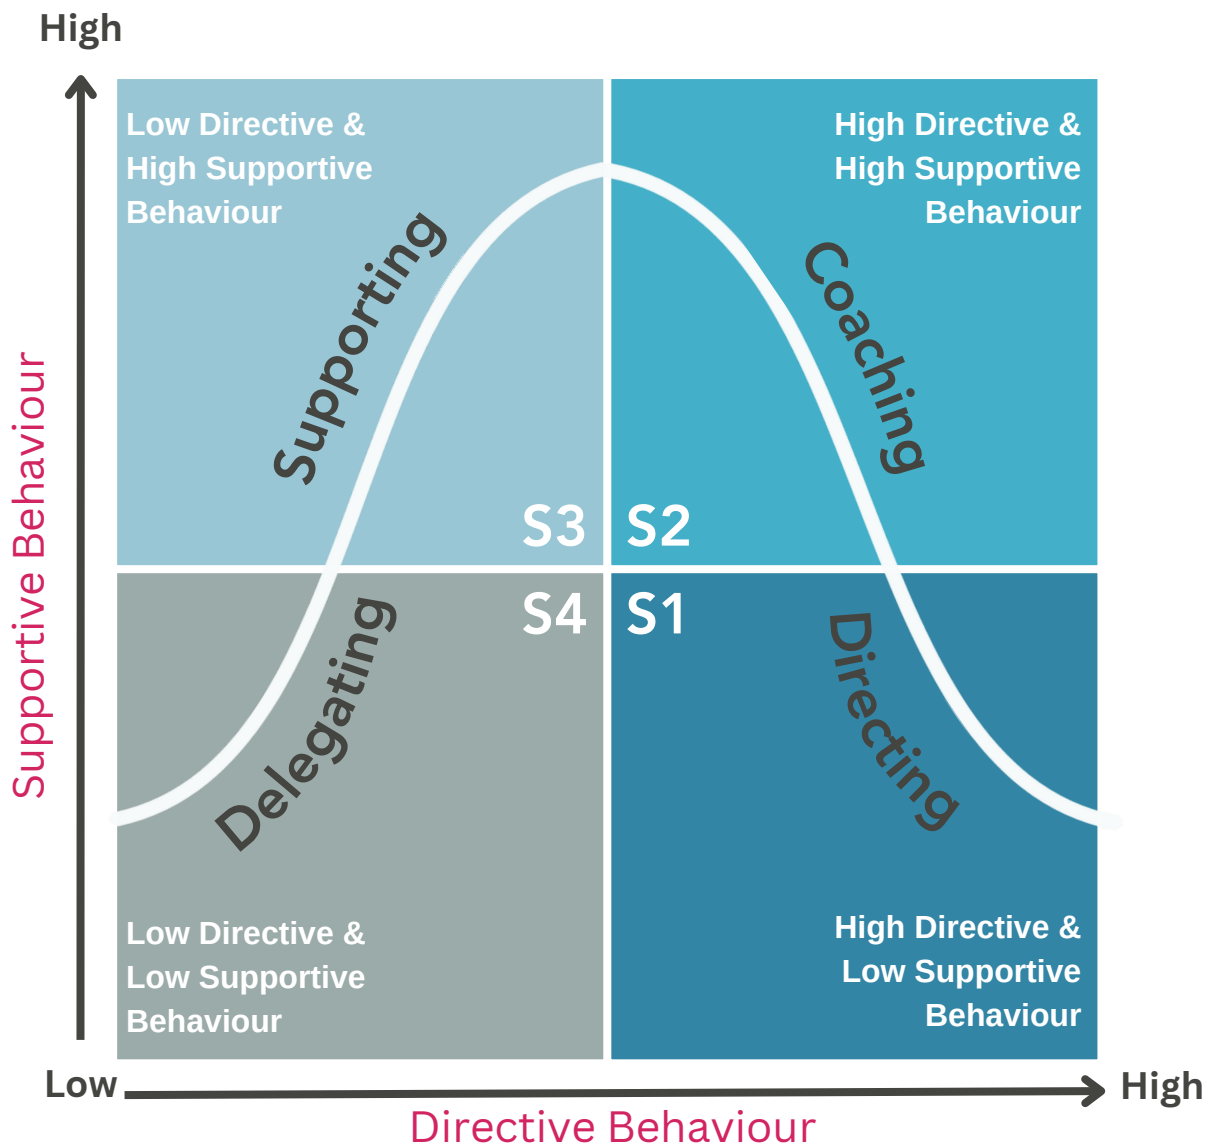 High
Low Directive &
High Supportive
Behaviour
High Directive &
High Supportive
Behaviour
Supporting
Coaching
Supportive Behaviour
S3
S2
S4
S1
Delegating
Directing
Low Directive &
Low Supportive
Behaviour
High Directive &
Low Supportive
Behaviour
Low
High
Directive Behaviour